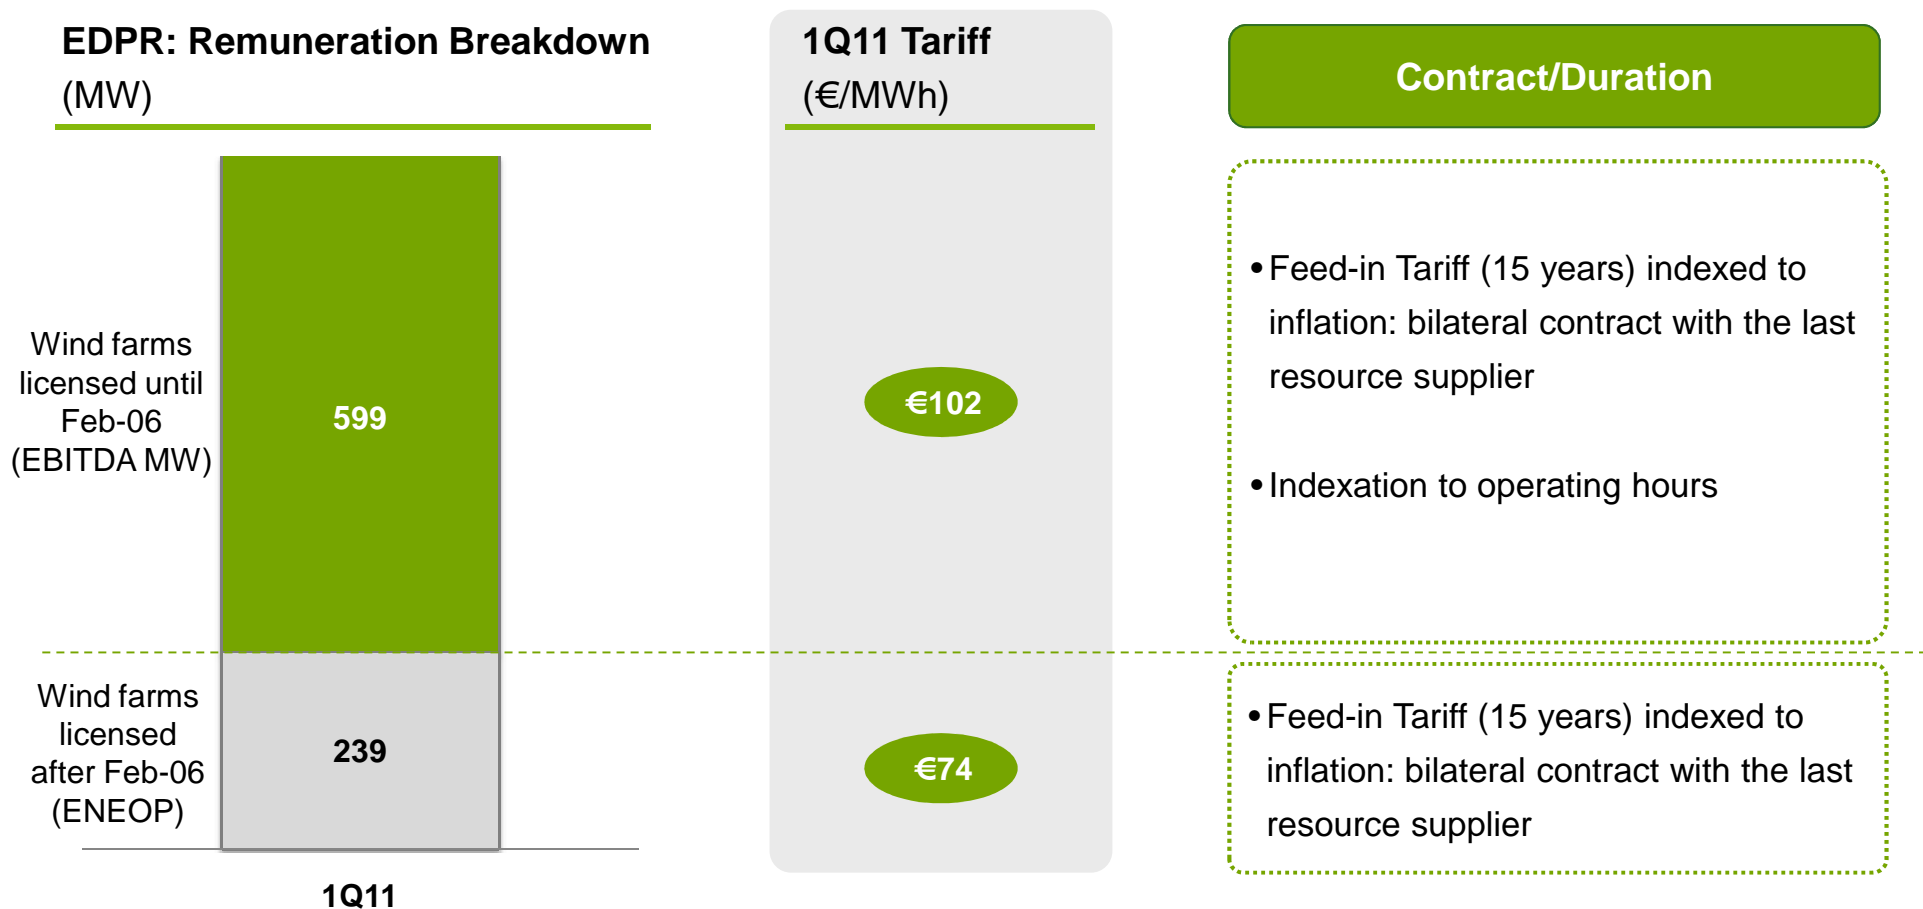 EDPR: Remuneration Breakdown
(MW)
1Q11 Tariff
(€/MWh)
Contract/Duration
Wind farms
licensed until
Feb-06
(EBITDA MW)
599
€102
•Feed-in Tariff (15 years) indexed to
inflation: bilateral contract with the last
resource supplier
•Indexation to operating hours
Wind farms
licensed
after Feb-06
(ENEOP)
239
€74
•Feed-in Tariff (15 years) indexed to
inflation: bilateral contract with the last
resource supplier
1Q11